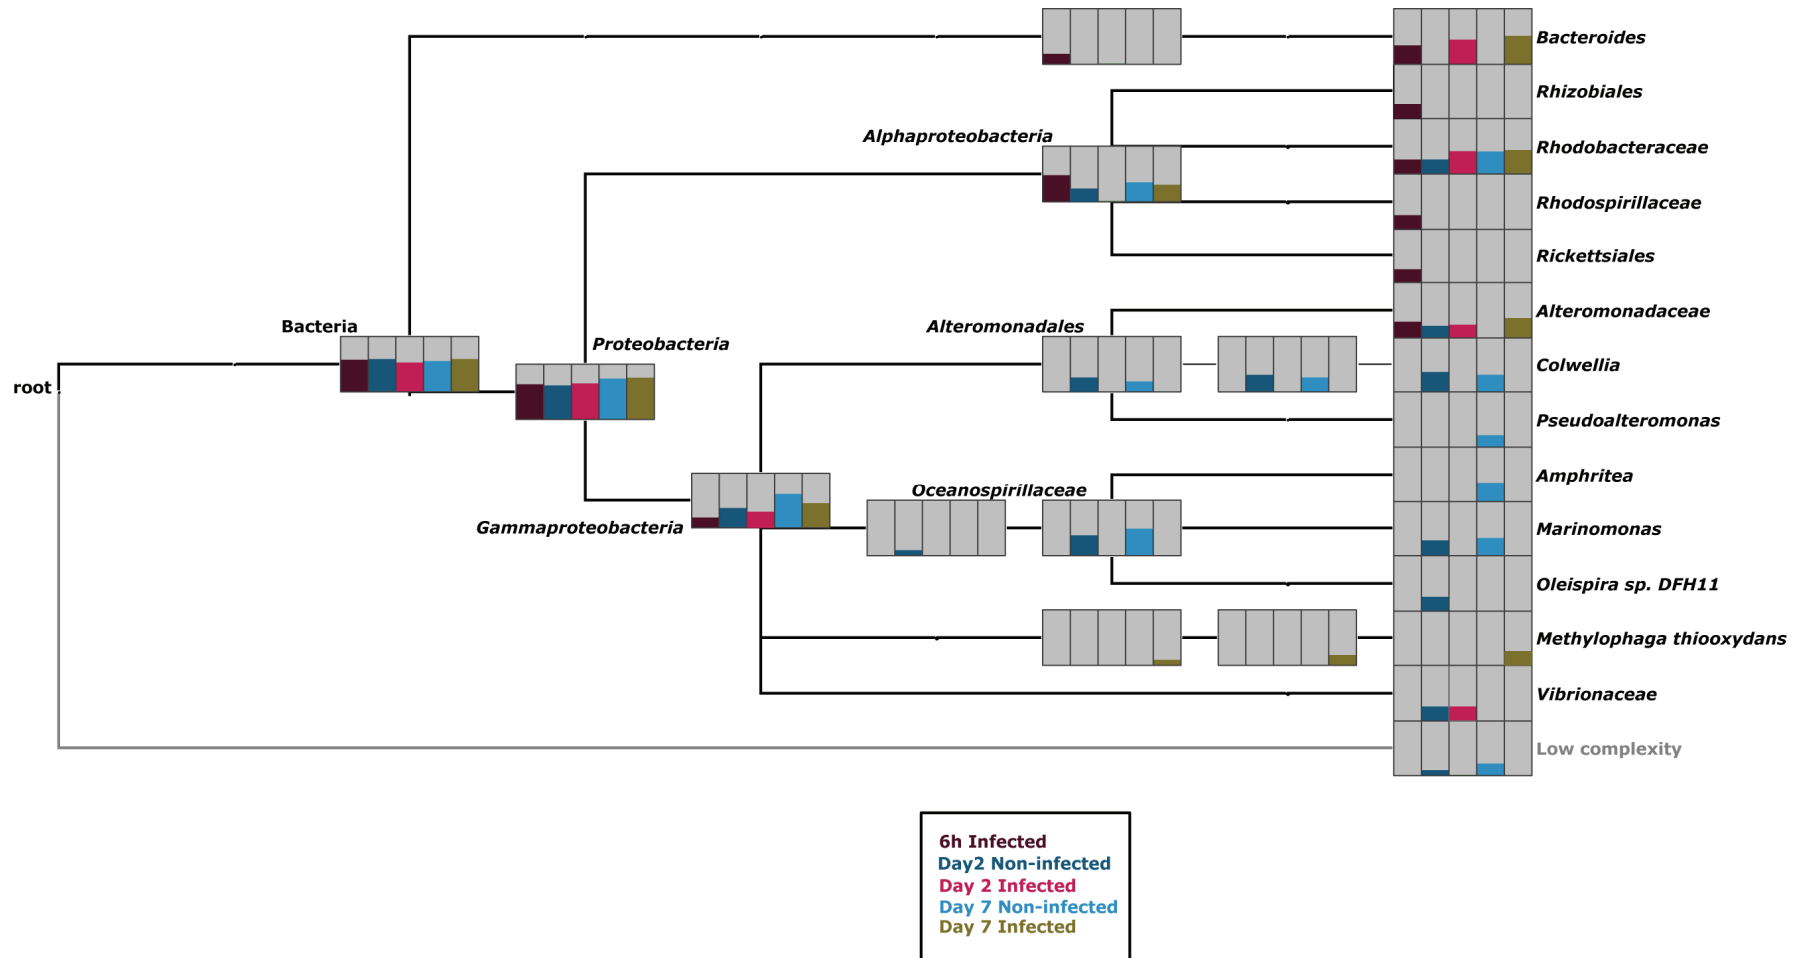 Bacteroides
Rhizobiales
Alphaproteobacteria
Rhodobacteraceae
Rhodospirillaceae
Rickettsiales
Alteromonadaceae
Bacteria
Alteromonadales
Proteobacteria
Colwellia
root
Pseudoalteromonas
Amphritea
Oceanospirillaceae
Gammaproteobacteria
Marinomonas
Oleispira sp. DFH11
Methylophaga thiooxydans
Vibrionaceae
Low complexity
6h Infected
Day2 Non-infected
Day 2 Infected
Day 7 Non-infected
Day 7 Infected